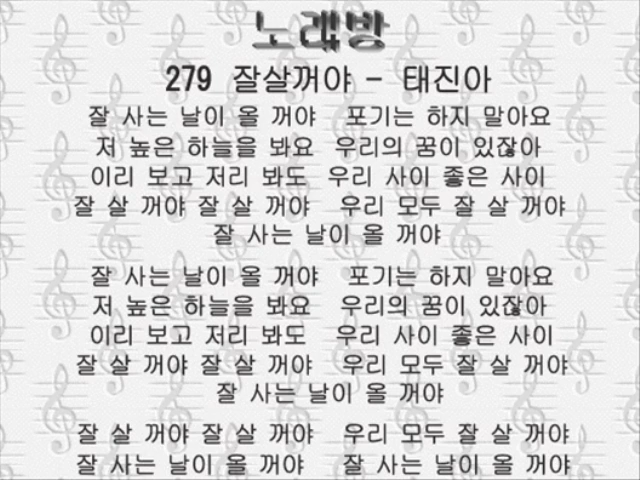 노래방
279 잘살꺼야 - 태진아
잘 사는 날이 올 꺼야 포기는 하지 말아요
저 높은 하늘을 봐요 우리의 꿈이 있잖아
이리 보고 저리 봐도 우리 사이 좋은 사이
잘 살 꺼야 잘 살 꺼야 우리 모두 잘 살 꺼야
잘 사는 날이 올 꺼야
잘 사는 날이 올 꺼야 포기는 하지 말아요
저 높은 하늘을 봐요 우리의 꿈이 있잖아
이리 보고 저리 봐도 우리 사이 좋은 사이
잘 살 꺼야 잘 살 꺼야 우리 모두 잘 살 꺼야
잘 사는 날이 올 꺼야
잘 살 꺼야 잘 살 꺼야 우리 모두 잘 살 꺼야
잘 사는 날이 올 꺼야 잘 사는 날이 올 꺼야